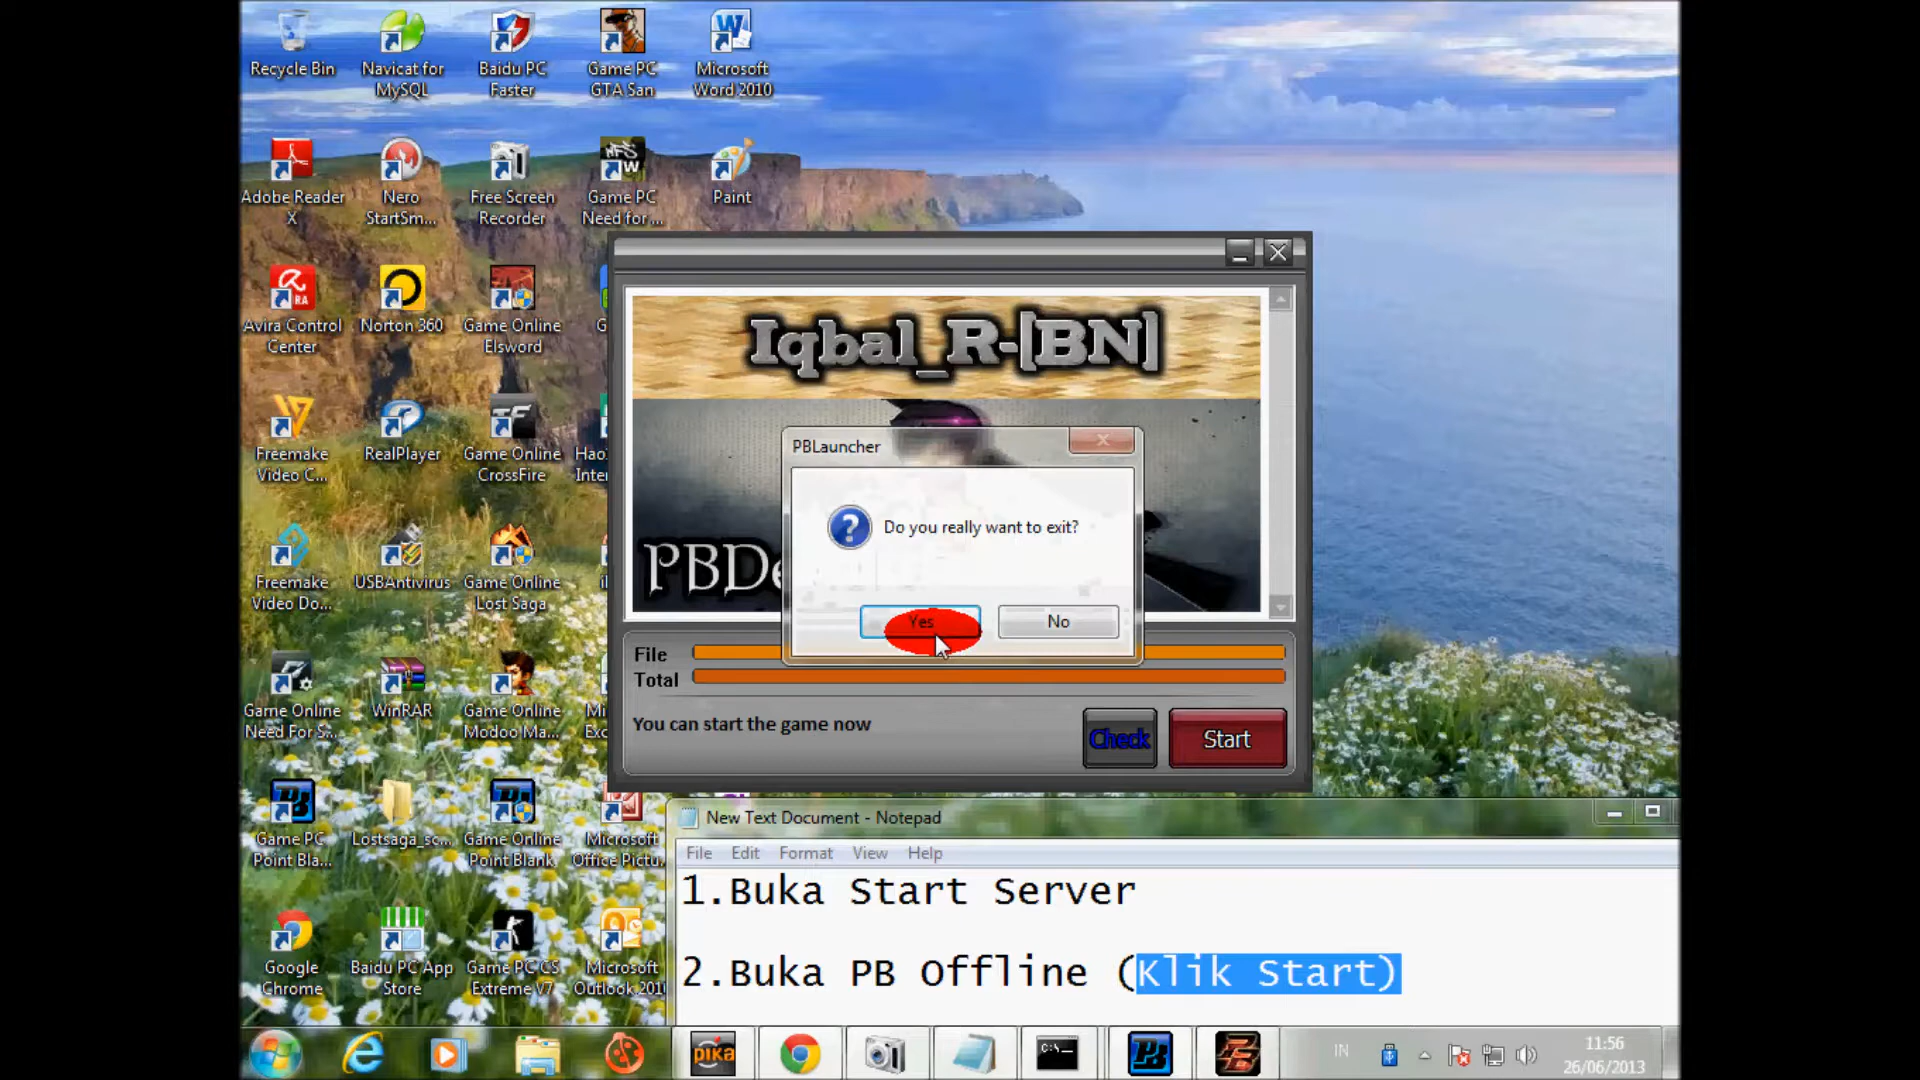 Recycle Bin
Navicat for
MySQL
Baidu PC
Faster
Game PC
GTA San
Microsoft
Word 2010
Adobe Reader
X
Nero
StartSm...
Free Screen
Recorder
Game PC
Need for ...
Paint
Avira Control
Center
Norton 360
Game Online
Elsword
Freemake
Video C...
RealPlayer
Game Online
CrossFire
Freemake
Video Do...
USBAntivirus
Game Online
Lost Saga
Game Online
Need For S...
WinRAR
Game Online
Modoo Ma...
Game PC
Point Bla...
Lostsaga_sc...
Game Online
Point Blank
Microsoft
Office Pictu...
Google
Chrome
Baidu PC App
Store
Game PC CS
Extreme V7
Microsoft
Outlook 2010
Iqbal_R-[BN]
PBDe
PBLauncher
Do you really want to exit?
Yes
No
File
Total
You can start the game now
Check
Start
New Text Document - Notepad
File Edit Format View Help
1.Buka Start Server
2.Buka PB Offline (Klik Start)
pika
C:\_
IN
11:56
26/06/2013